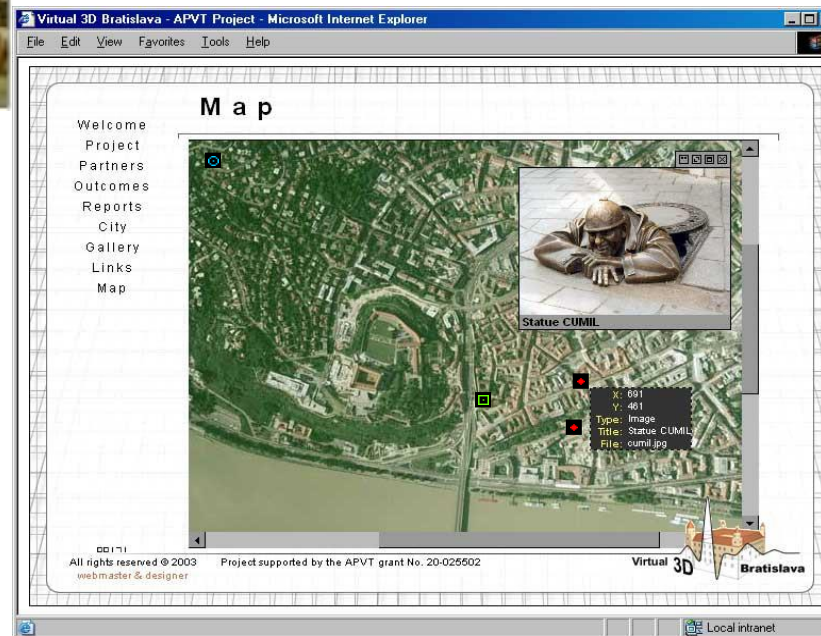 Virtual 3D Bratislava - APVT Project - Microsoft Internet Explorer
File Edit View Favorites Tools Help
Map
Welcome
Project
Partners
Outcomes
Reports
City
Gallery
Links
Map
Statue CUMIL
X: 691
Y: 461
Type: Image
Title: Statue CUMIL
File: cumil.jpg
All rights reserved © 2003 Project supported by the APVT grant No. 20-025502
webmaster & designer
Virtual 3D Bratislava
Local intranet